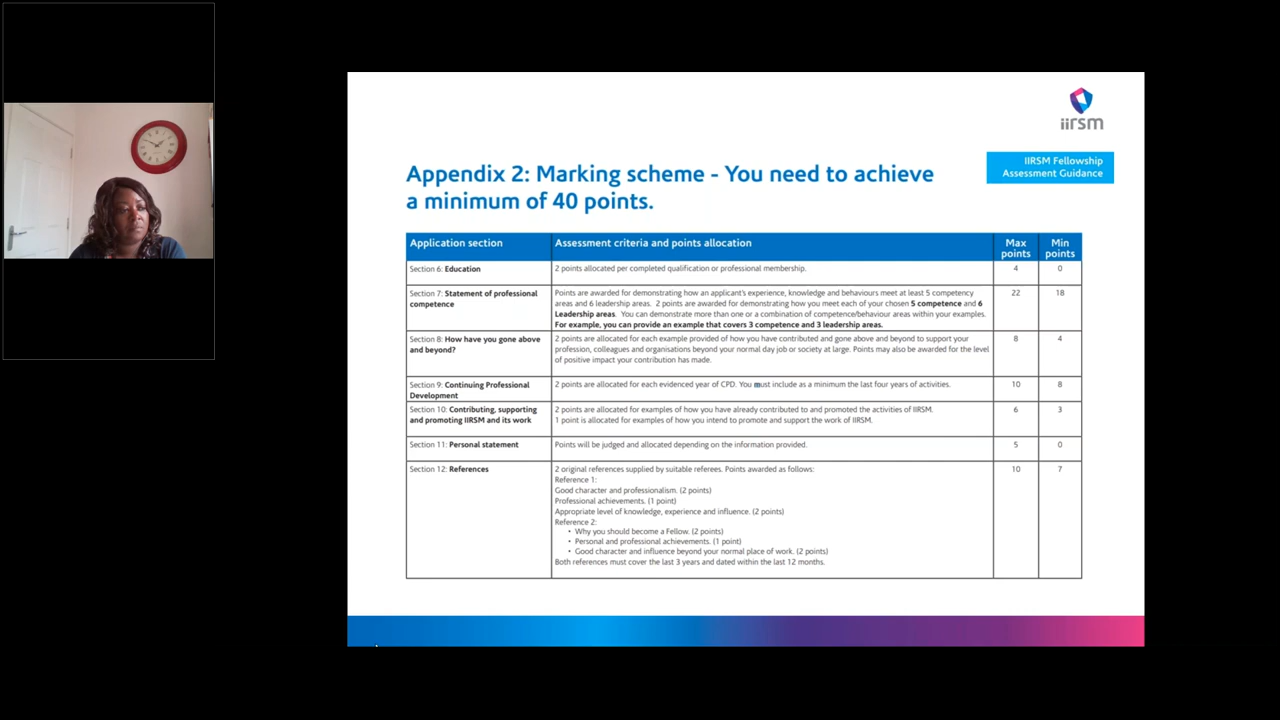 iirsm
IIRSM Fellowship
Assessment Guidance
Appendix 2: Marking scheme - You need to achieve
a minimum of 40 points.
Application section
Assessment criteria and points allocation
Max
points
Min
points
Section 6: Education
2 points allocated per completed qualification or professional membership.
4
0
Section 7: Statement of professional
competence
Points are awarded for demonstrating how an applicant's experience, knowledge and behaviours meet at least 5 competency
areas and 6 leadership areas. 2 points are awarded for demonstrating how you meet each of your chosen 5 competence and 6
Leadership areas. You can demonstrate more than one or a combination of competence/behaviour areas within your examples.
For example, you can provide an example that covers 3 competence and 3 leadership areas.
22
18
Section 8: How have you gone above
and beyond?
2 points are allocated for each example provided of how you have contributed and gone above and beyond to support your
profession, colleagues and organisations beyond your normal day job or society at large. Points may also be awarded for the level
of positive impact your contribution has made.
8
4
Section 9: Continuing Professional
Development
2 points are allocated for each evidenced year of CPD. You must include as a minimum the last four years of activities.
10
8
Section 10: Contributing, supporting
and promoting IIRSM and its work
2 points are allocated for examples of how you have already contributed to and promoted the activities of IIRSM.
1 point is allocated for examples of how you intend to promote and support the work of IIRSM.
6
3
Section 11: Personal statement
Points will be judged and allocated depending on the information provided.
5
0
Section 12: References
2 original references supplied by suitable referees. Points awarded as follows:
Reference 1:
Good character and professionalism. (2 points)
Professional achievements. (1 point)
Appropriate level of knowledge, experience and influence. (2 points)
Reference 2:
• Why you should become a Fellow. (2 points)
• Personal and professional achievements. (1 point)
• Good character and influence beyond your normal place of work. (2 points)
Both references must cover the last 3 years and dated within the last 12 months.
10
7